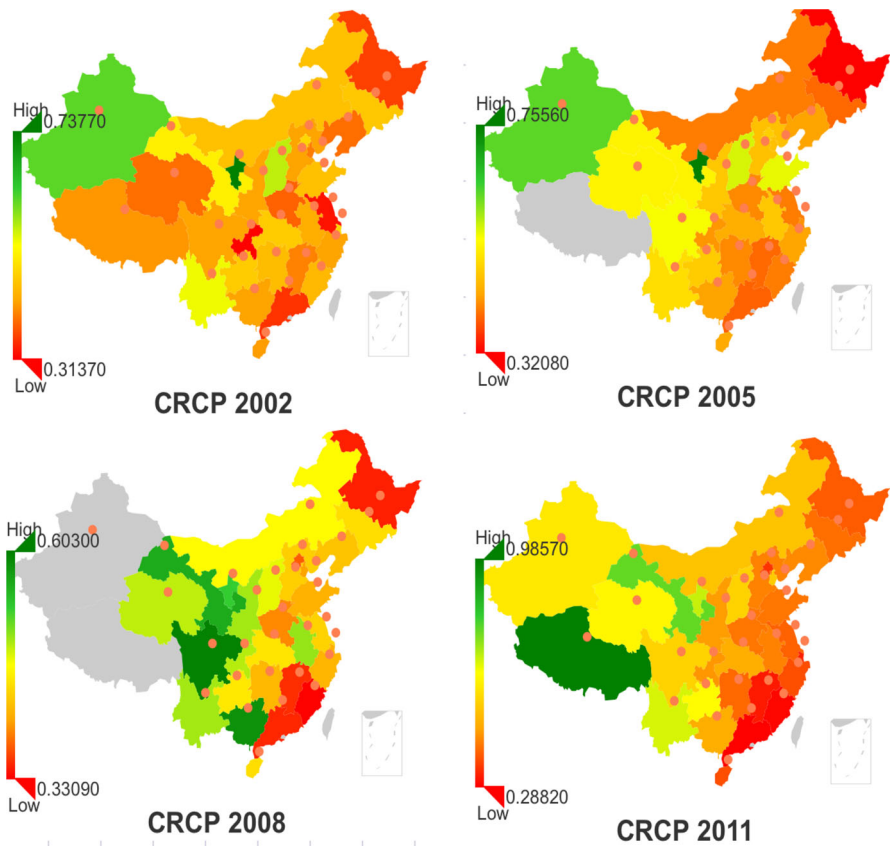 High
0.73770
0.31370
Low
CRCP 2002
High
0.75560
0.32080
Low
CRCP 2005
High
0.60300
0.33090
Low
CRCP 2008
High
0.98570
0.28820
Low
CRCP 2011